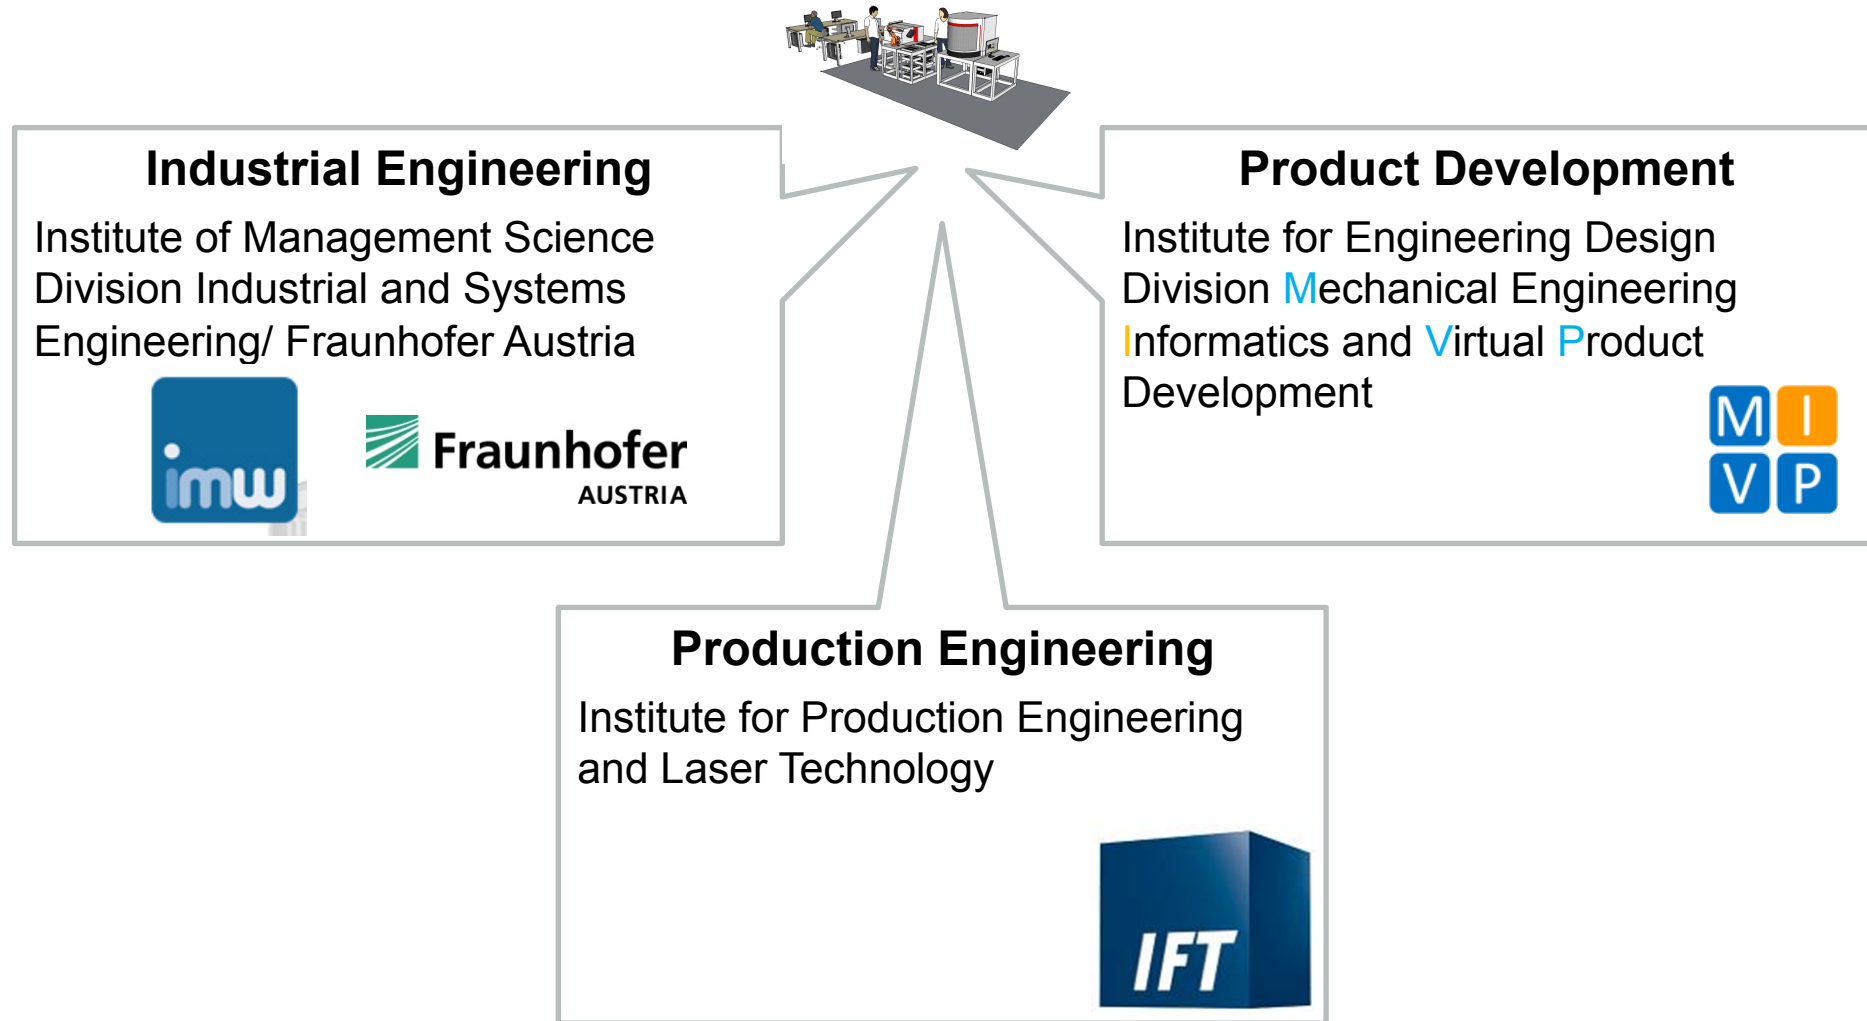 Industrial Engineering
Institute of Management Science
Division Industrial and Systems
Engineering/ Fraunhofer Austria
imw
Fraunhofer
AUSTRIA
Product Development
Institute for Engineering Design
Division Mechanical Engineering
Informatics and Virtual Product
Development
M I
V P
Production Engineering
Institute for Production Engineering
and Laser Technology
IFT